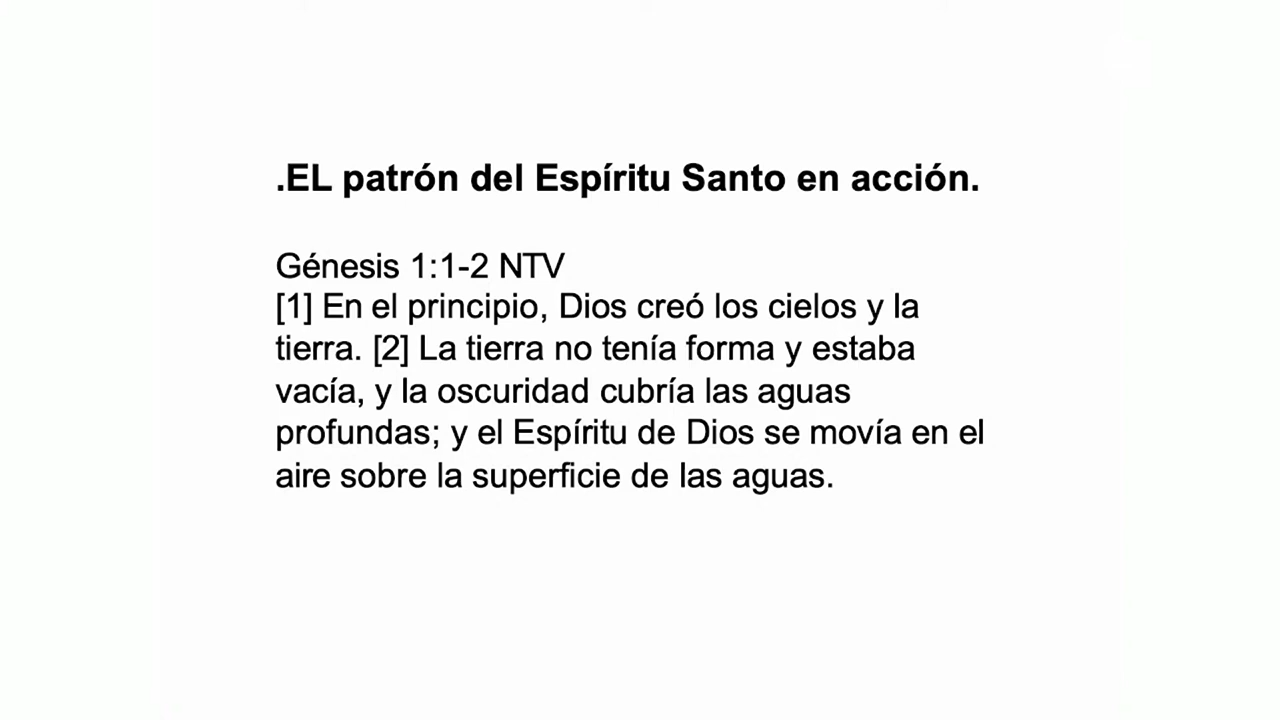 .EL patrón del Espíritu Santo en acción.
Génesis 1:1-2 NTV
[1] En el principio, Dios creó los cielos y la
tierra. [2] La tierra no tenía forma y estaba
vacía, y la oscuridad cubría las aguas
profundas; y el Espíritu de Dios se movía en el
aire sobre la superficie de las aguas.